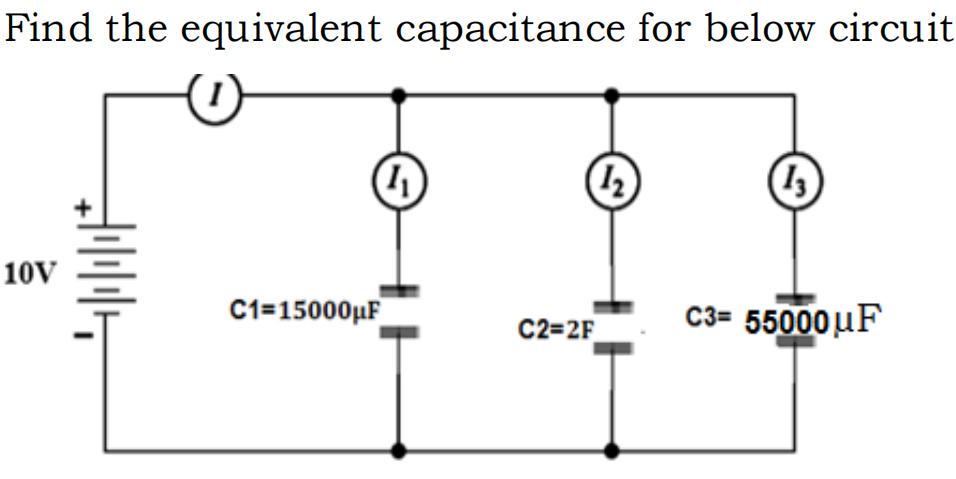 Find the equivalent capacitance for below circuit
I
I₁
I₂
I₃
+
10V
C1=15000μF
C2=2F
C3= 55000μF
-